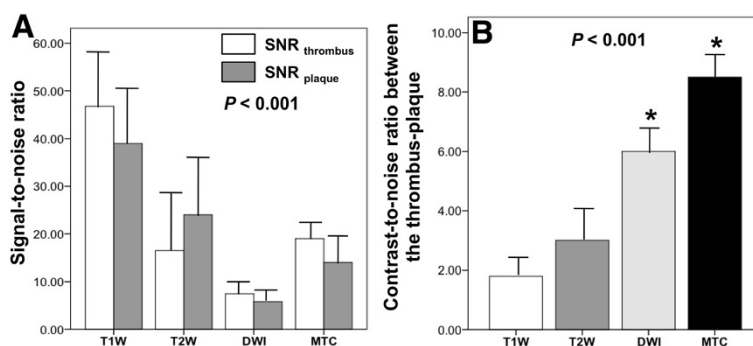 A
Signal-to-noise ratio
60.00
50.00
40.00
30.00
20.00
10.00
0.00
SNR thrombus
SNR plaque
P < 0.001
T1W T2W DWI MTC
B
Contrast-to-noise ratio between
the thrombus-plaque
10.00
8.00
6.00
4.00
2.00
0.00
P < 0.001
*
*
T1W T2W DWI MTC